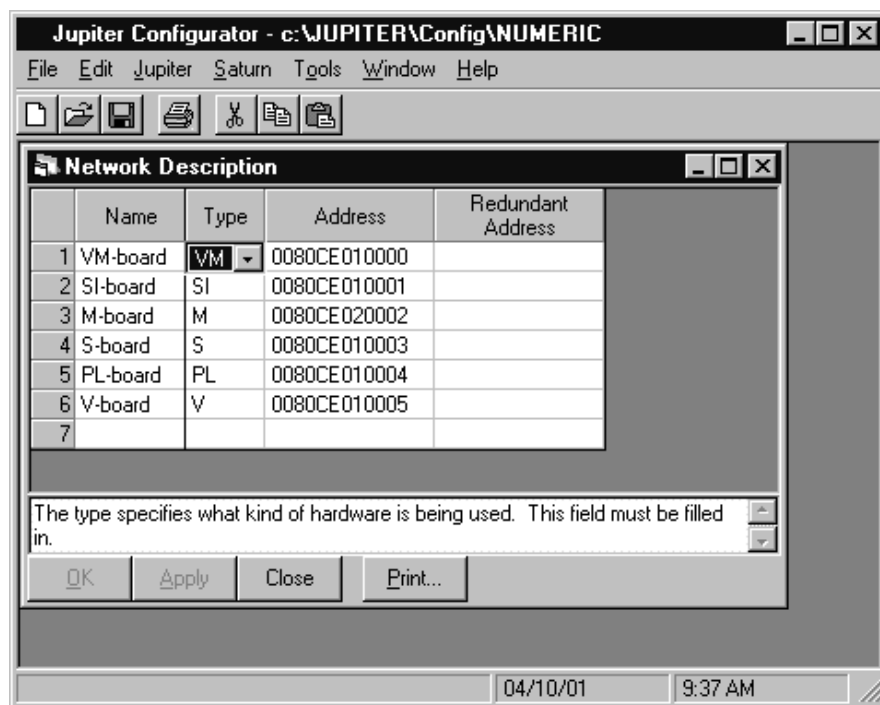 Jupiter Configurator - c:\JUPITER\Config\NUMERIC
File Edit Jupiter Saturn Tools Window Help
Network Description
Name Type Address Redundant Address
1 VM-board VM 0080CE010000
2 SI-board SI 0080CE010001
3 M-board M 0080CE020002
4 S-board S 0080CE010003
5 PL-board PL 0080CE010004
6 V-board V 0080CE010005
7
The type specifies what kind of hardware is being used. This field must be filled
in.
OK Apply Close Print...
04/10/01 9:37 AM